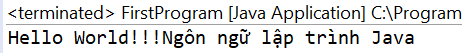 <terminated> FirstProgram [Java Application] C:\Program
Hello World!!!Ngôn ngữ lập trình Java